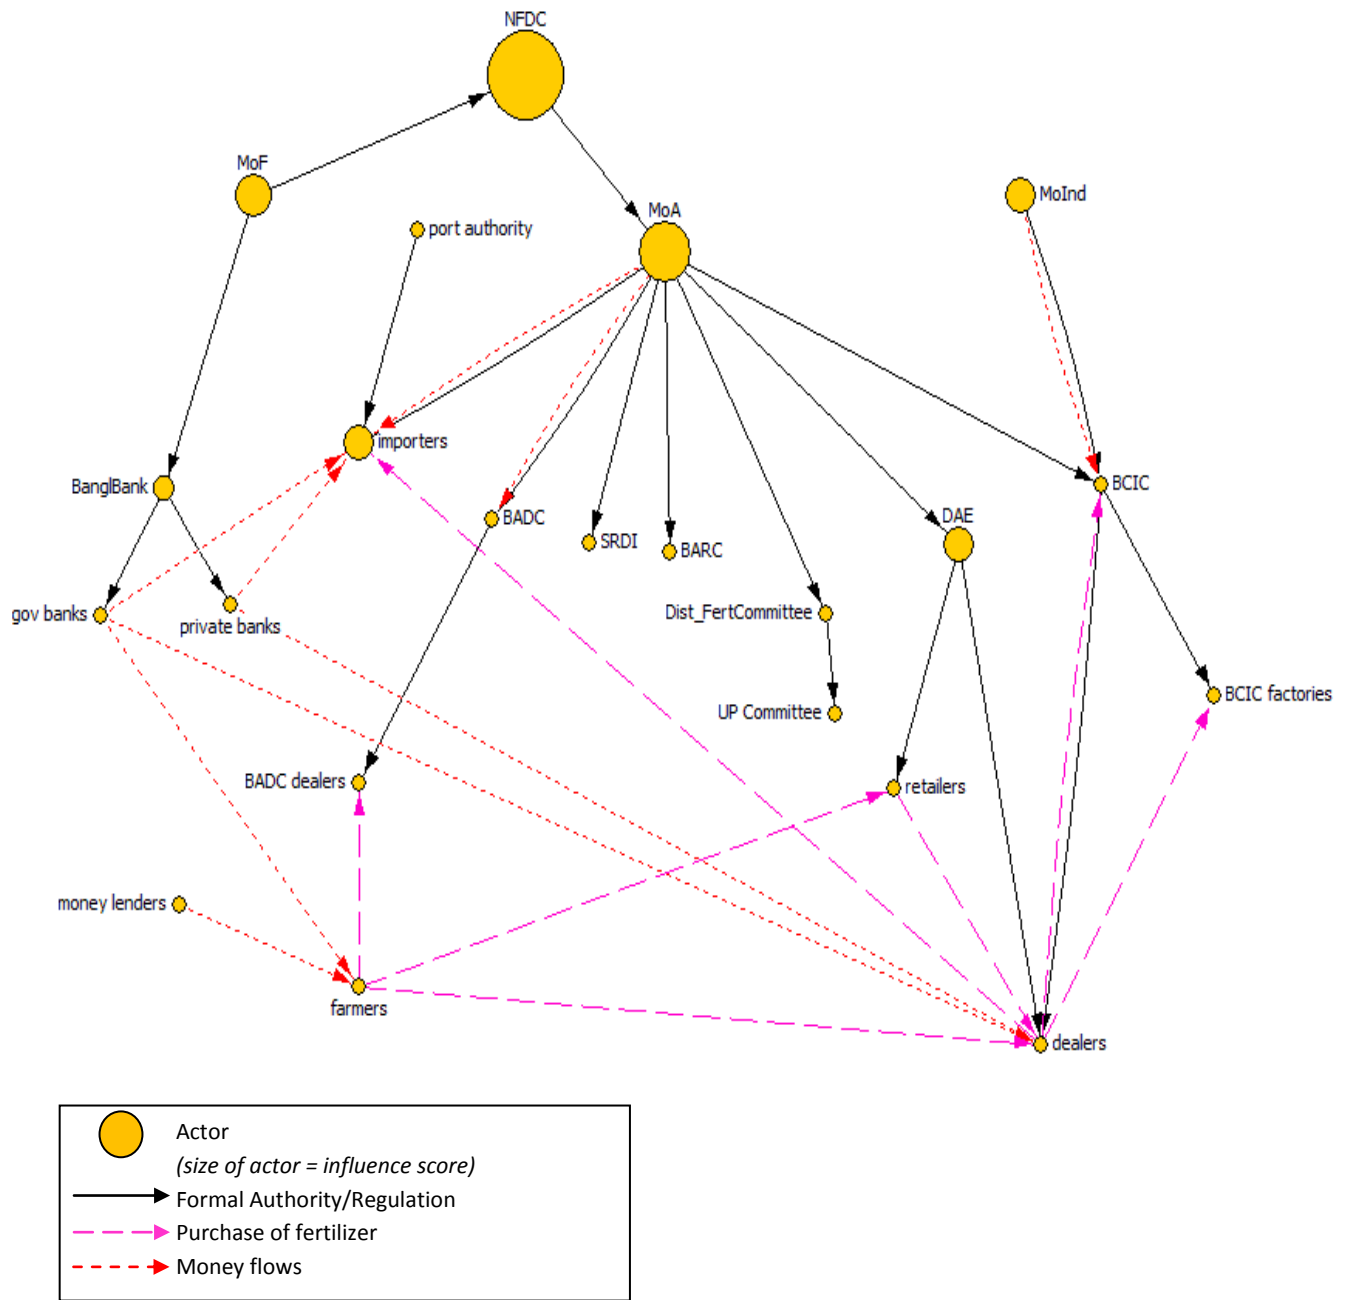 NFDC
MoF
MoInd
MoA
port authority
importers
BanglBank
BCIC
BADC
DAE
SRDI
BARC
gov banks
private banks
Dist_FertCommittee
BCIC factories
UP Committee
BADC dealers
retailers
money lenders
farmers
dealers
Actor
(size of actor = influence score)
Formal Authority/Regulation
Purchase of fertilizer
Money flows